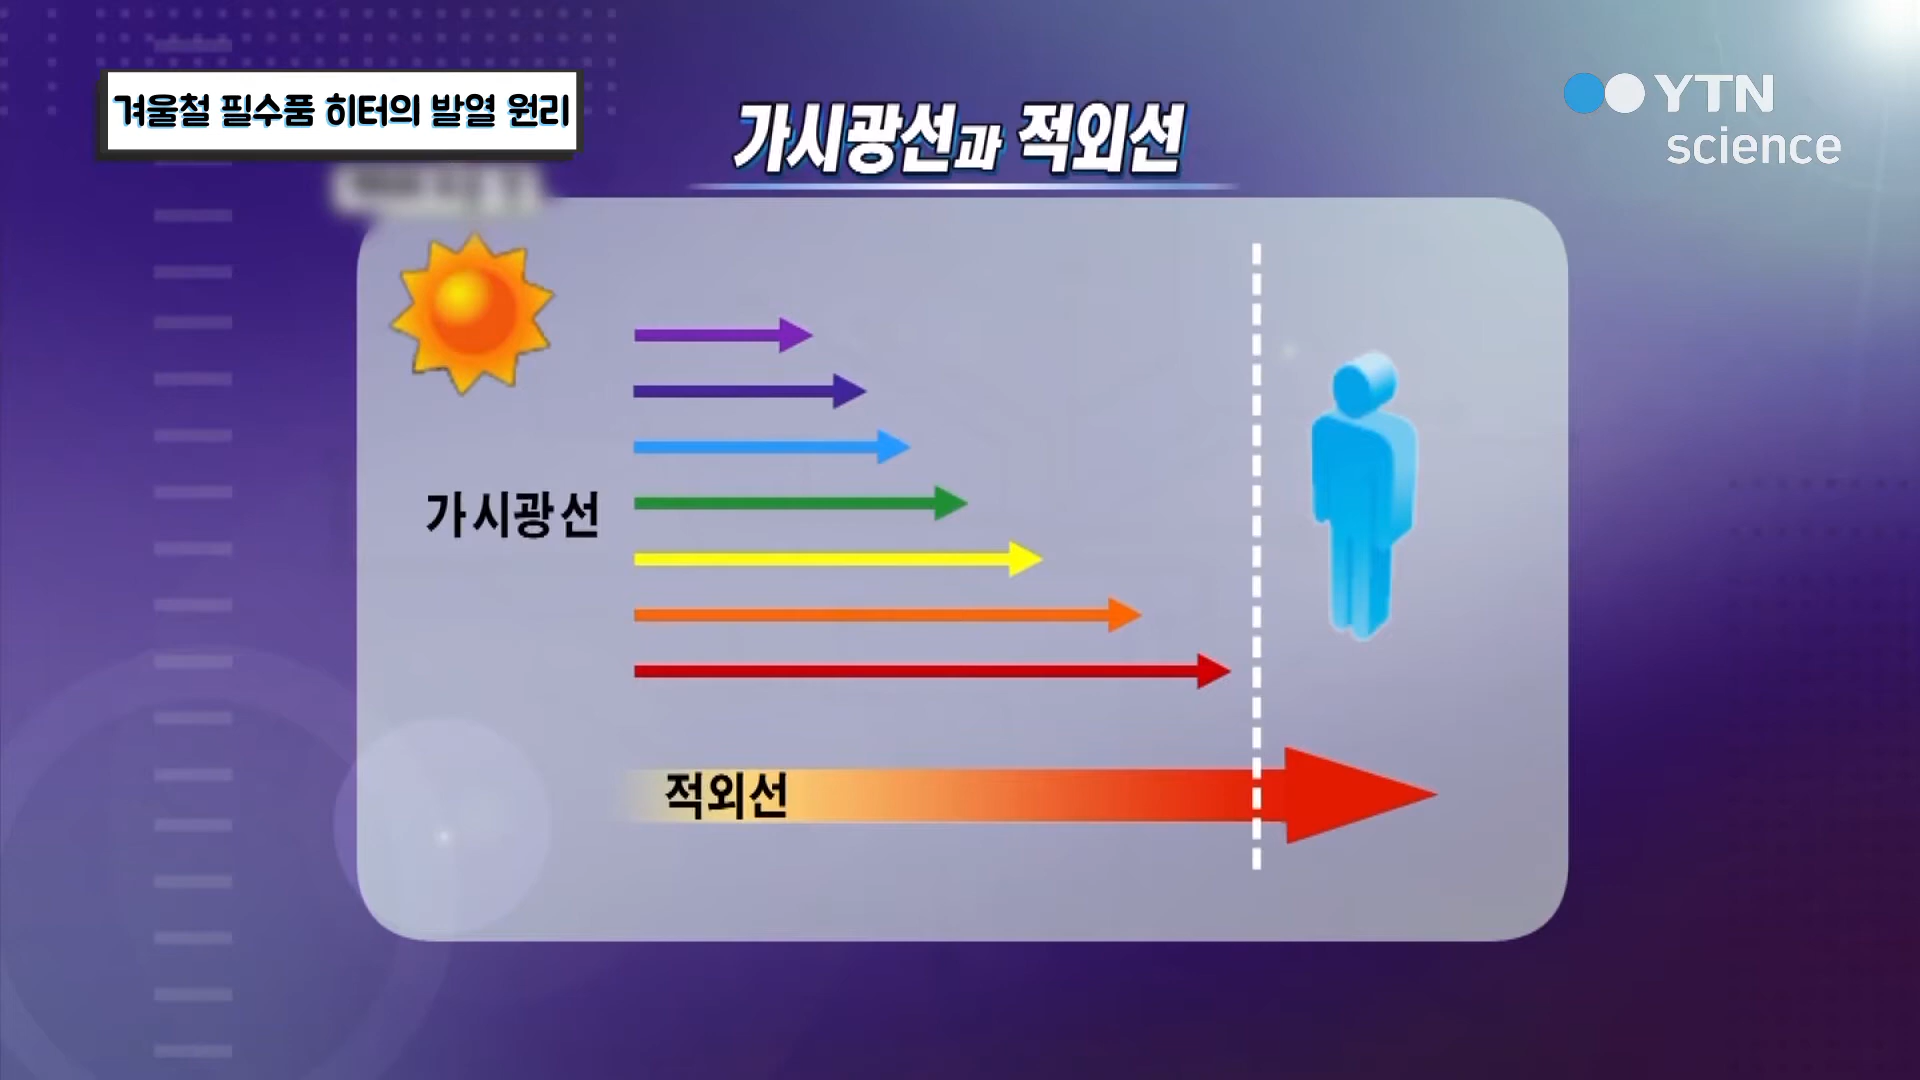 겨울철 필수품 히터의 발열 원리
가시광선과 적외선
YTN
science
가시광선
적외선